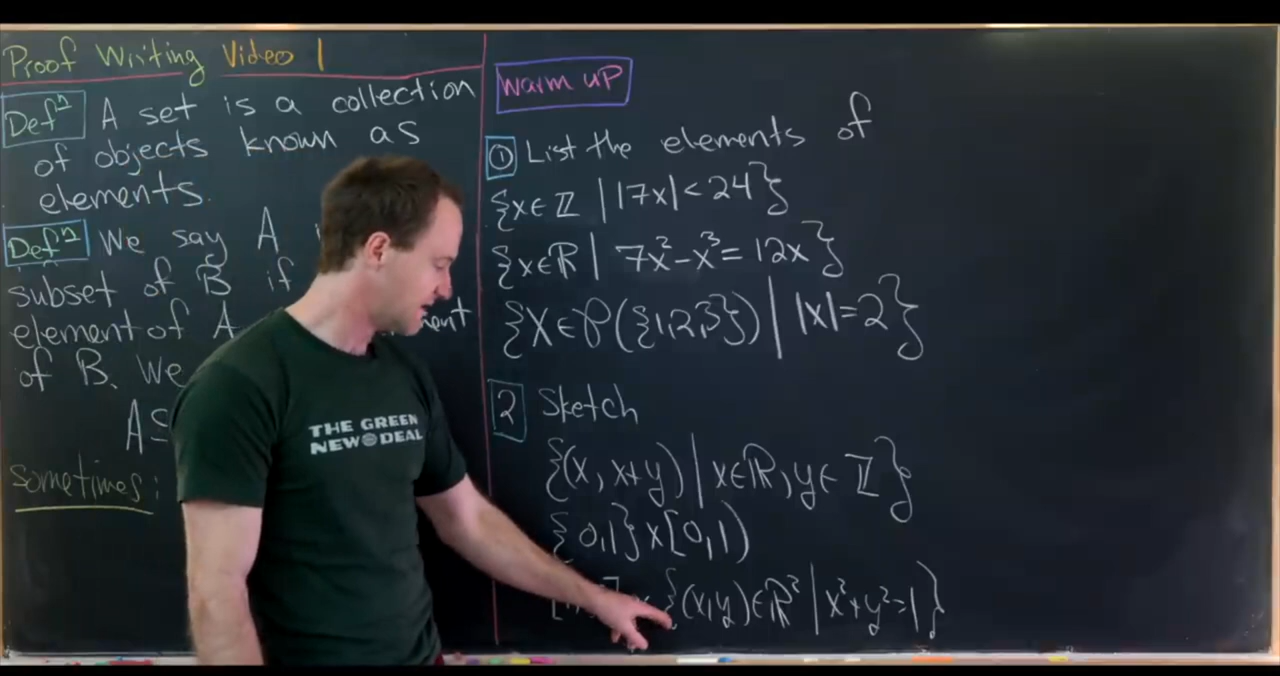 Proof Writing Video 1
Defⁿ A set is a collection
of objects known as
elements.
Defⁿ We say A
subset of B if
element of A
of B. We
A⊆
Sometimes:
THE GREEN
NEW DEAL
Warm up
① List the elements of
{x∈ℤ | |7x|<24}
{x∈ℝ | 7x²-x³=12x}
{X∈𝒫({1,2,3}) | |X|=2}
2 Sketch
{(x, x+y) | x∈ℝ, y∈ℤ}
{0,1}×[0,1)
{(x,y)∈ℝ² | x²+y²=1}